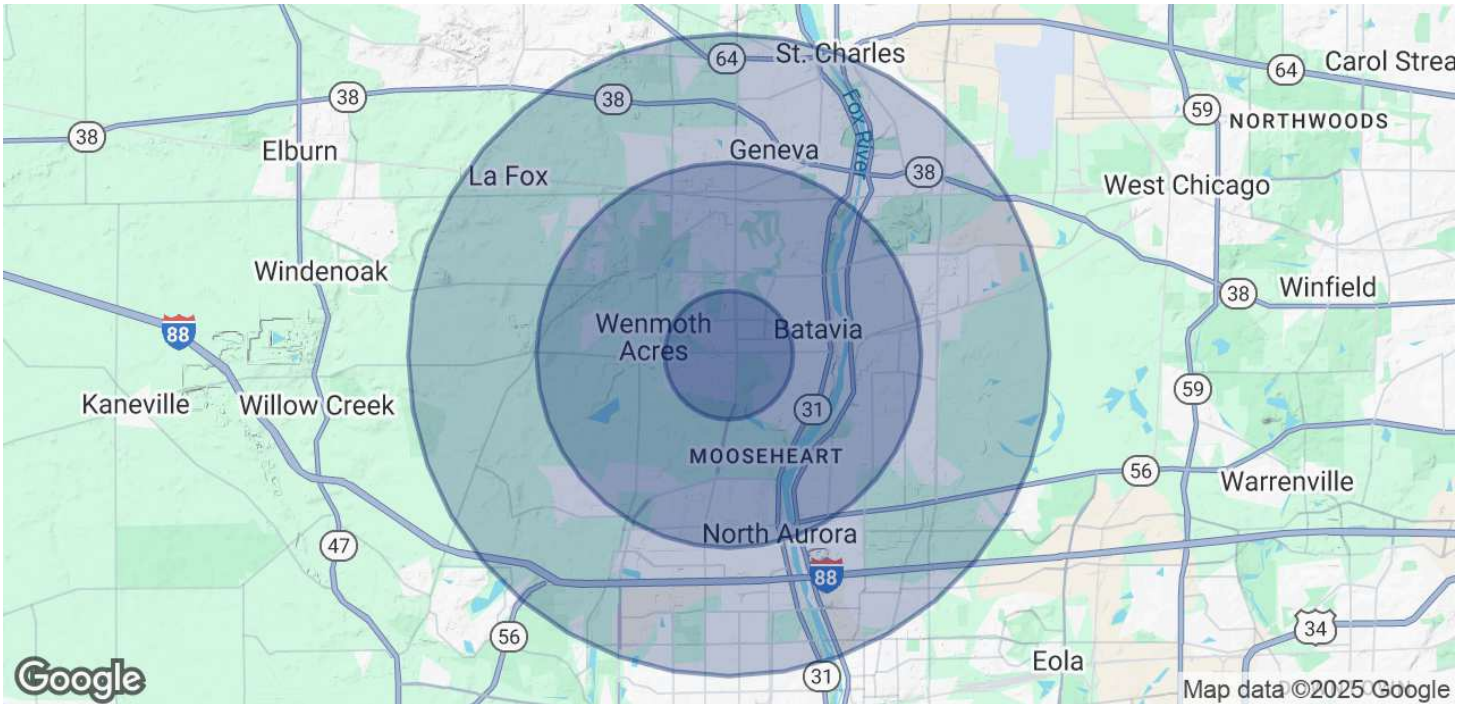 St. Charles
64
64
Carol Strea
38
38
59
38
Fox River
NORTHWOODS
Elburn
Geneva
La Fox
38
West Chicago
Windenoak
Winfield
38
88
Wenmoth
Acres
Batavia
Kaneville
Willow Creek
59
31
MOOSEHEART
56
Warrenville
North Aurora
47
88
56
34
Eola
31
Google
Map data ©2025 Google